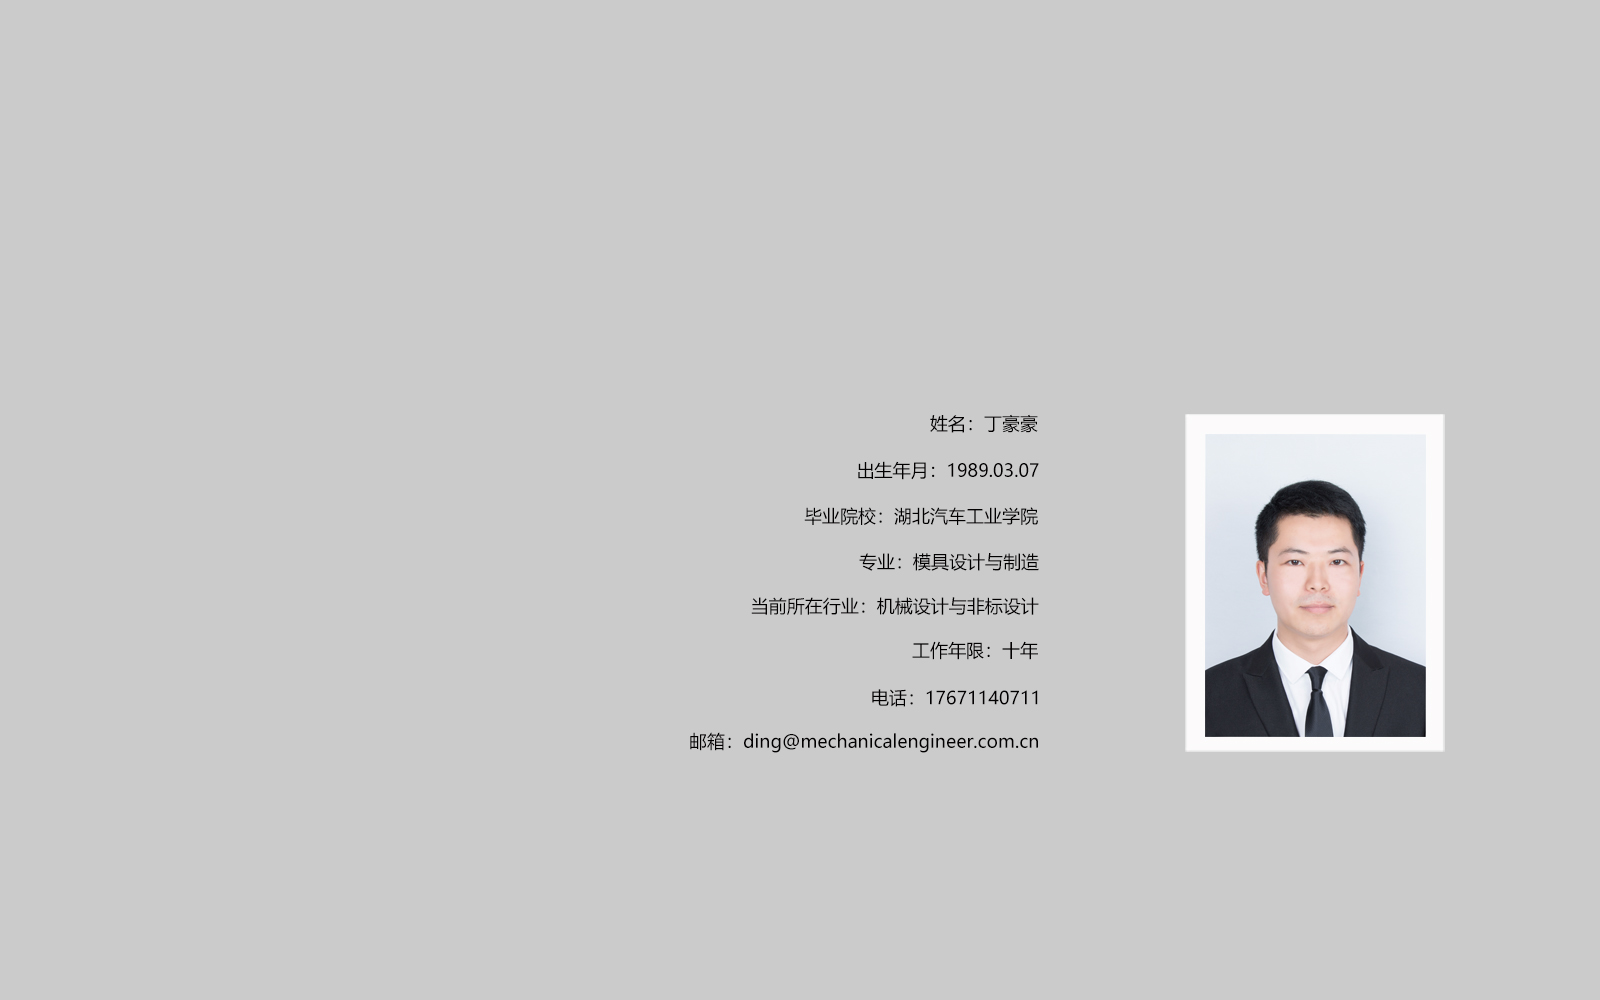 姓名：丁豪豪
出生年月：1989.03.07
毕业院校：湖北汽车工业学院
专业：模具设计与制造
当前所在行业：机械设计与非标设计
工作年限：十年
电话：17671140711
邮箱：ding@mechanicalengineer.com.cn